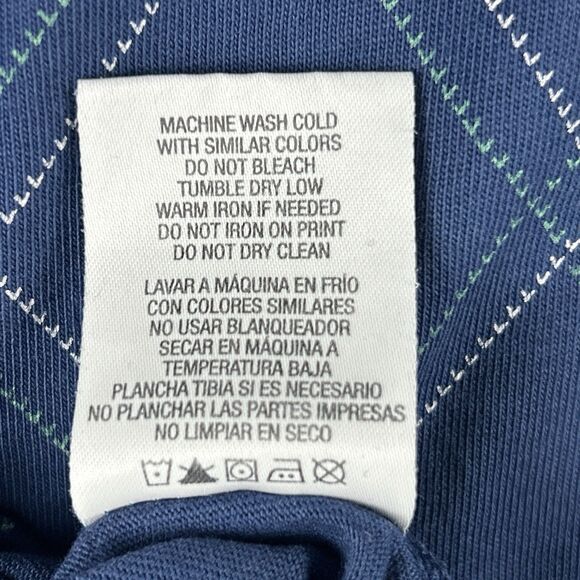 MACHINE WASH COLD
WITH SIMILAR COLORS
DO NOT BLEACH
TUMBLE DRY LOW
WARM IRON IF NEEDED
DO NOT IRON ON PRINT
DO NOT DRY CLEAN
LAVAR A MÁQUINA EN FRÍO
CON COLORES SIMILARES
NO USAR BLANQUEADOR
SECAR EN MÁQUINA A
TEMPERATURA BAJA
PLANCHA TIBIA SI ES NECESARIO
NO PLANCHAR LAS PARTES IMPRESAS
NO LIMPIAR EN SECO